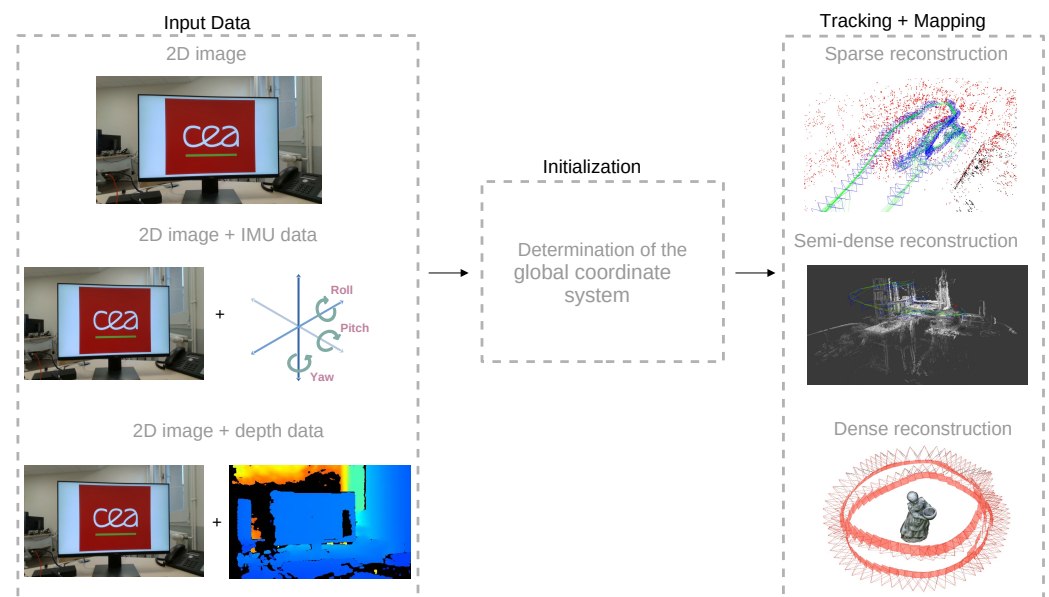 Input Data
2D image
cea
2D image + IMU data
cea
+
Roll
Pitch
Yaw
2D image + depth data
cea
+
Initialization
Determination of the
global coordinate
system
Tracking + Mapping
Sparse reconstruction
Semi-dense reconstruction
Dense reconstruction